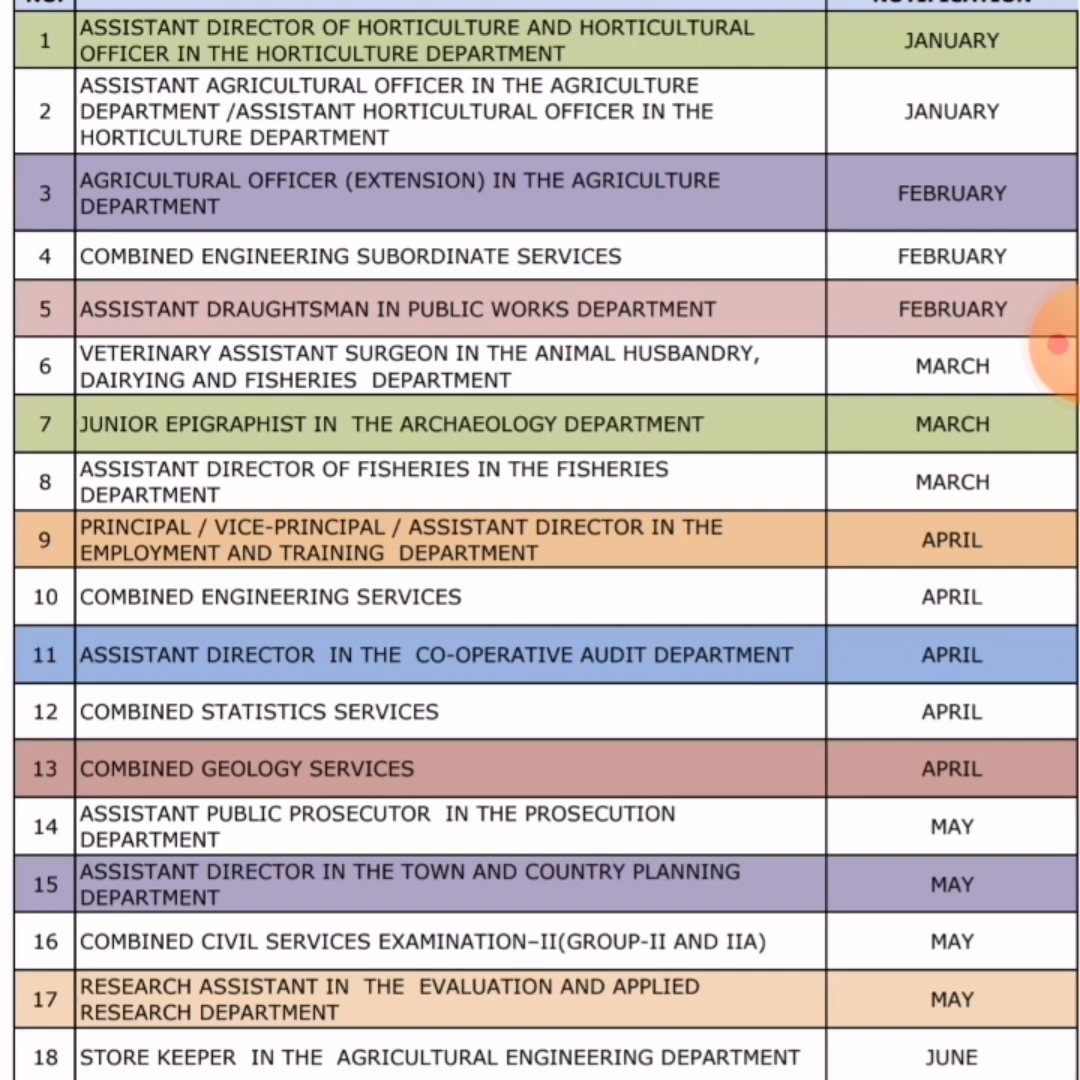 NO.
NOTIFICATION
1
ASSISTANT DIRECTOR OF HORTICULTURE AND HORTICULTURAL
OFFICER IN THE HORTICULTURE DEPARTMENT
JANUARY
2
ASSISTANT AGRICULTURAL OFFICER IN THE AGRICULTURE
DEPARTMENT /ASSISTANT HORTICULTURAL OFFICER IN THE
HORTICULTURE DEPARTMENT
JANUARY
3
AGRICULTURAL OFFICER (EXTENSION) IN THE AGRICULTURE
DEPARTMENT
FEBRUARY
4
COMBINED ENGINEERING SUBORDINATE SERVICES
FEBRUARY
5
ASSISTANT DRAUGHTSMAN IN PUBLIC WORKS DEPARTMENT
FEBRUARY
6
VETERINARY ASSISTANT SURGEON IN THE ANIMAL HUSBANDRY,
DAIRYING AND FISHERIES DEPARTMENT
MARCH
7
JUNIOR EPIGRAPHIST IN THE ARCHAEOLOGY DEPARTMENT
MARCH
8
ASSISTANT DIRECTOR OF FISHERIES IN THE FISHERIES
DEPARTMENT
MARCH
9
PRINCIPAL / VICE-PRINCIPAL / ASSISTANT DIRECTOR IN THE
EMPLOYMENT AND TRAINING DEPARTMENT
APRIL
10
COMBINED ENGINEERING SERVICES
APRIL
11
ASSISTANT DIRECTOR IN THE CO-OPERATIVE AUDIT DEPARTMENT
APRIL
12
COMBINED STATISTICS SERVICES
APRIL
13
COMBINED GEOLOGY SERVICES
APRIL
14
ASSISTANT PUBLIC PROSECUTOR IN THE PROSECUTION
DEPARTMENT
MAY
15
ASSISTANT DIRECTOR IN THE TOWN AND COUNTRY PLANNING
DEPARTMENT
MAY
16
COMBINED CIVIL SERVICES EXAMINATION–II(GROUP-II AND IIA)
MAY
17
RESEARCH ASSISTANT IN THE EVALUATION AND APPLIED
RESEARCH DEPARTMENT
MAY
18
STORE KEEPER IN THE AGRICULTURAL ENGINEERING DEPARTMENT
JUNE